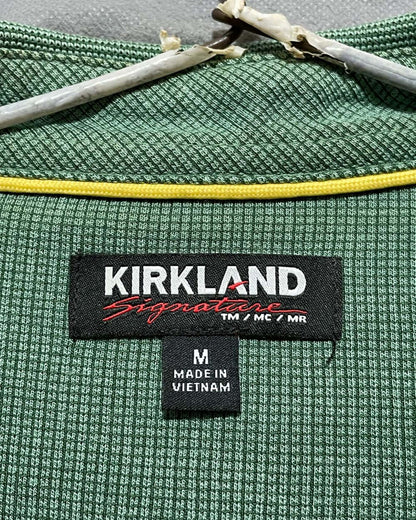 KIRKLAND
Signature
TM / MC / MR
M
MADE IN
VIETNAM